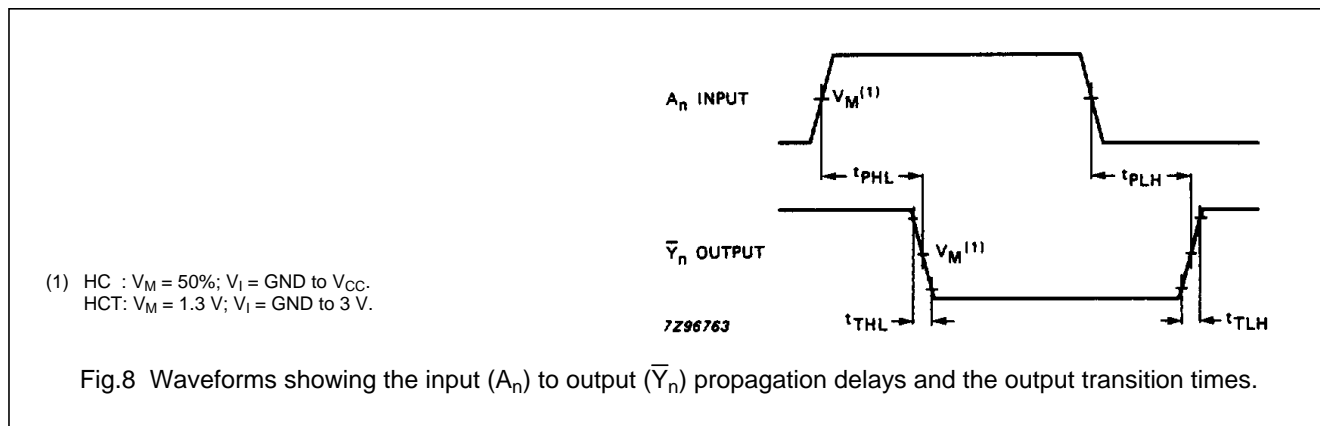 Aₙ INPUT
V_M⁽¹⁾
t_PHL
t_PLH
Y̅ₙ OUTPUT
V_M⁽¹⁾
(1) HC : V_M = 50%; V_I = GND to V_CC.
HCT: V_M = 1.3 V; V_I = GND to 3 V.
7Z96763
t_THL
t_TLH
Fig.8 Waveforms showing the input (Aₙ) to output (Y̅ₙ) propagation delays and the output transition times.